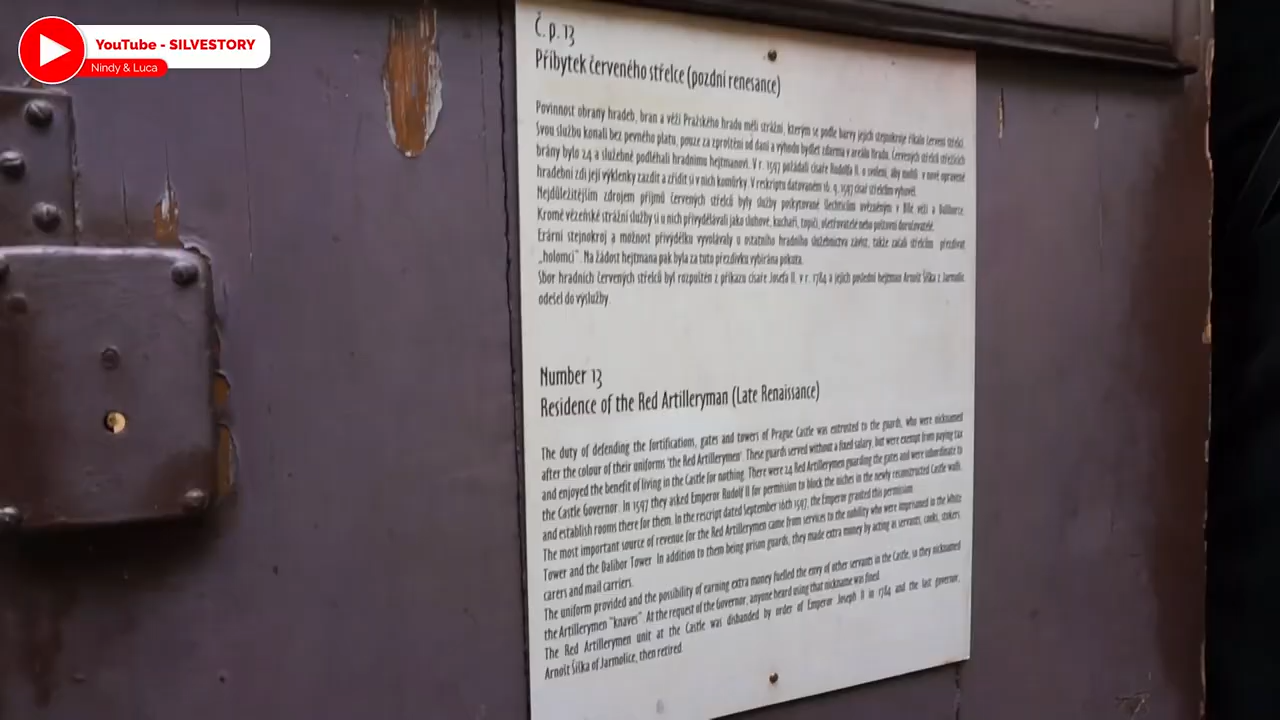 YouTube - SILVESTORY
Nindy & Luca
Č. p. 13
Příbytek červeného střelce (pozdní renesance)
Povinnost obrany hradeb, bran a věží Pražského hradu měli strážní, kterým se podle barvy jejich stejnokroje říkalo červení střelci.
Svou službu konali bez pevného platu, pouze za zproštění od daní a výhodu bydlet zdarma v areálu Hradu. Červených střelců střežících
brány bylo 24 a služebně podléhali hradnímu hejtmanovi. V r. 1597 požádali císaře Rudolfa II. o svolení, aby mohli v nově opravené
hradební zdi její výklenky zazdít a zřídit si v nich komůrky. V reskriptu datovaném 16. 9. 1597 císař střelcům vyhověl.
Nejdůležitějším zdrojem příjmů červených střelců byly služby poskytované šlechticům uvězněným v Bílé věži a Daliborce.
Kromě vězeňské strážní služby si u nich přivydělávali jako sluhové, kuchaři, topiči, ošetřovatelé nebo poštovní doručovatelé.
Erární stejnokroj a možnost přivýdělku vyvolávaly u ostatního hradního služebnictva závist, takže začali střelcům přezdívat
„holomci". Na žádost hejtmana pak byla za tuto přezdívku vybírána pokuta.
Sbor hradních červených střelců byl rozpuštěn z příkazu císaře Josefa II. v r. 1784 a jejich poslední hejtman Arnošt Šiška z Jarmolic
odešel do výslužby.
Number 13
Residence of the Red Artilleryman (Late Renaissance)
The duty of defending the fortifications, gates and towers of Prague Castle was entrusted to the guards, who were nicknamed
after the colour of their uniforms 'the Red Artillerymen'. These guards served without a fixed salary, but were exempt from paying tax
and enjoyed the benefit of living in the Castle for nothing. There were 24 Red Artillerymen guarding the gates and were subordinate to
the Castle Governor. In 1597 they asked Emperor Rudolf II for permission to block the niches in the newly reconstructed Castle walls,
and establish rooms there for them. In the rescript dated September 16th 1597, the Emperor granted this permission.
The most important source of revenue for the Red Artillerymen came from services to the nobility who were imprisoned in the White
Tower and the Dalibor Tower. In addition to them being prison guards, they made extra money by acting as servants, cooks, stokers,
carers and mail carriers.
The uniform provided and the possibility of earning extra money fuelled the envy of other servants in the Castle, so they nicknamed
the Artillerymen "knaves". At the request of the Governor, anyone heard using that nickname was fined.
The Red Artillerymen unit at the Castle was disbanded by order of Emperor Joseph II in 1784 and the last governor,
Arnošt Šiška of Jarmolice, then retired.